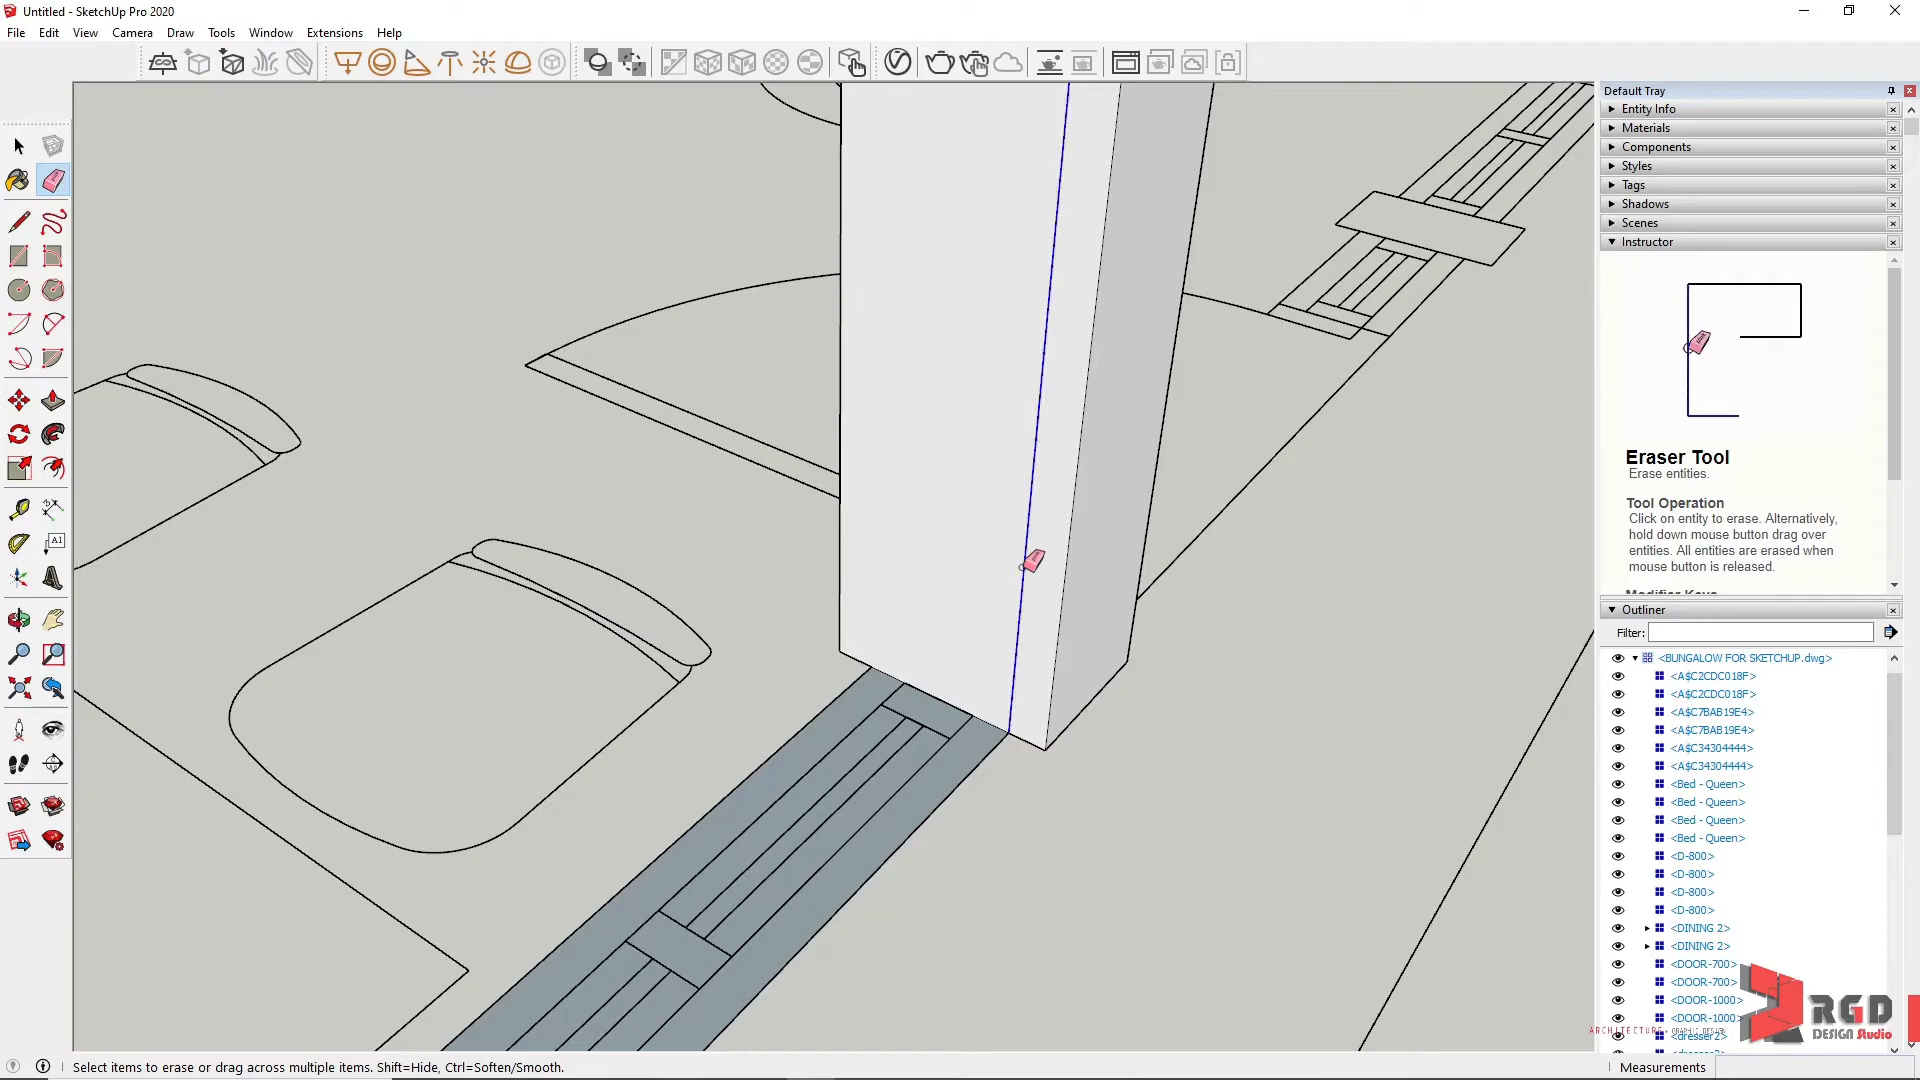 Untitled - SketchUp Pro 2020
File Edit View Camera Draw Tools Window Extensions Help
Default Tray
Entity Info
Materials
Components
Styles
Tags
Shadows
Scenes
Instructor
Eraser Tool
Erase entities.
Tool Operation
Click on entity to erase. Alternatively,
hold down mouse button drag over
entities. All entities are erased when
mouse button is released.
Outliner
Filter:
<BUNGALOW FOR SKETCHUP.dwg>
<A$C2CDC018F>
<A$C2CDC018F>
<A$C7BAB19E4>
<A$C7BAB19E4>
<A$C34304444>
<A$C34304444>
<Bed - Queen>
<Bed - Queen>
<Bed - Queen>
<Bed - Queen>
<D-800>
<D-800>
<D-800>
<D-800>
<DINING 2>
<DINING 2>
<DOOR-700>
<DOOR-700>
<DOOR-1000>
<DOOR-1000>
<dresser2>
RGD
DESIGN Studio
ARCHITECTURE + GRAPHIC DESIGN
A1
Select items to erase or drag across multiple items. Shift=Hide, Ctrl=Soften/Smooth.
Measurements